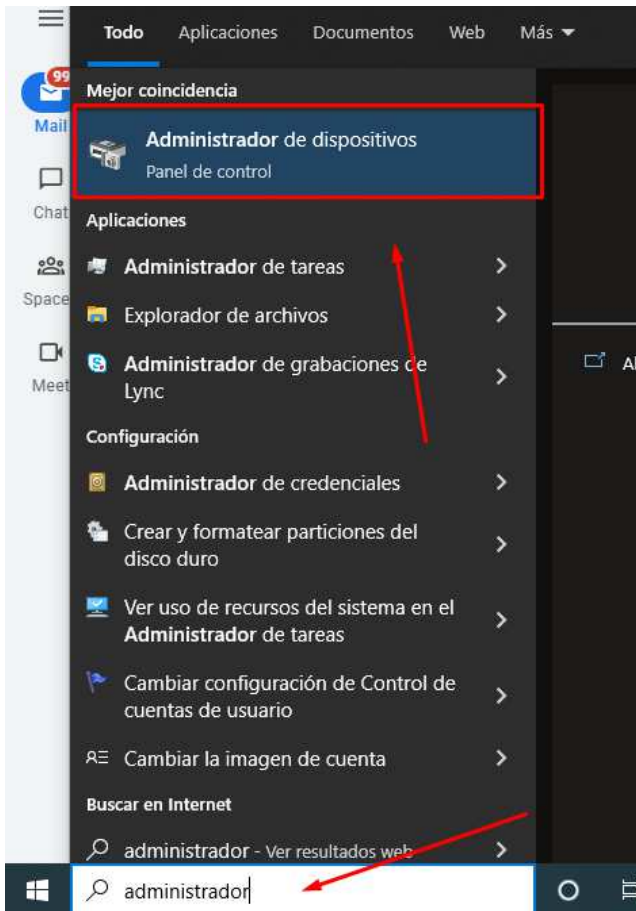 Todo Aplicaciones Documentos Web Más
99
Mail
Chat
Space
Meet
Mejor coincidencia
Administrador de dispositivos
Panel de control
Aplicaciones
Administrador de tareas
Explorador de archivos
Administrador de grabaciones de
Lync
Configuración
Administrador de credenciales
Crear y formatear particiones del
disco duro
Ver uso de recursos del sistema en el
Administrador de tareas
Cambiar configuración de Control de
cuentas de usuario
Cambiar la imagen de cuenta
Buscar en Internet
administrador - Ver resultados web
administrador